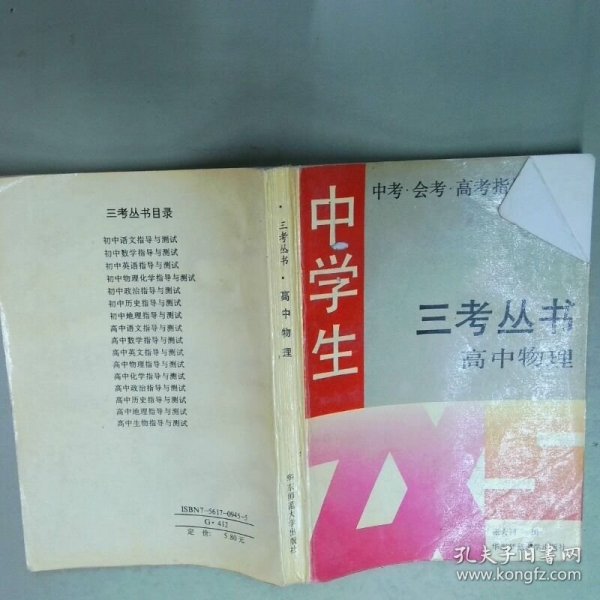 三考丛书目录
初中语文指导与测试
初中数学指导与测试
初中英语指导与测试
初中物理化学指导与测试
初中政治指导与测试
初中历史指导与测试
初中地理指导与测试
高中语文指导与测试
高中数学指导与测试
高中英文指导与测试
高中物理指导与测试
高中化学指导与测试
高中政治指导与测试
高中历史指导与测试
高中地理指导与测试
高中生物指导与测试
ISBN7-5617-0945-5
G·412
定价: 5.80元
·三考丛书·高中物理
华东师范大学出版社
中学生
中考·会考·高考指
三考丛书
高中物理
孔夫子旧书网
www.kongfz.com